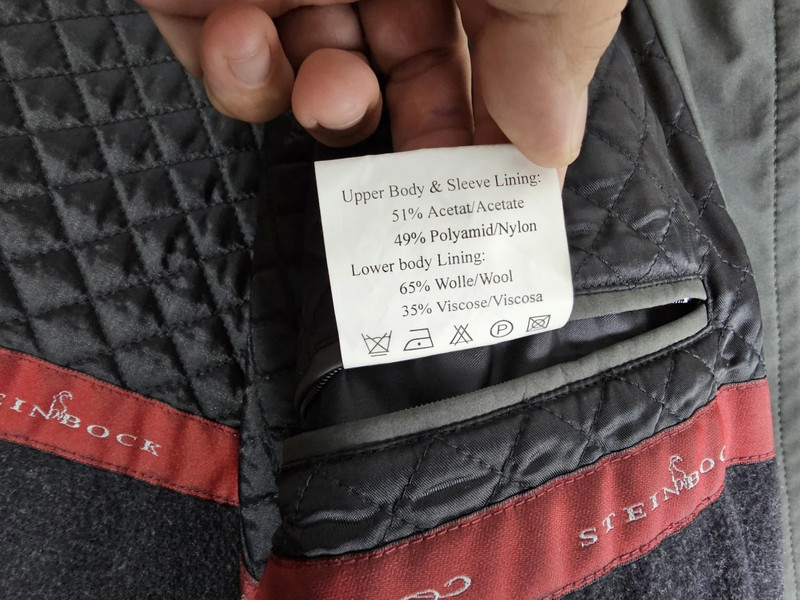 Upper Body & Sleeve Lining:
51% Acetat/Acetate
49% Polyamid/Nylon
Lower body Lining:
65% Wolle/Wool
35% Viscose/Viscosa
P
STEINBOCK
STEINBOCK